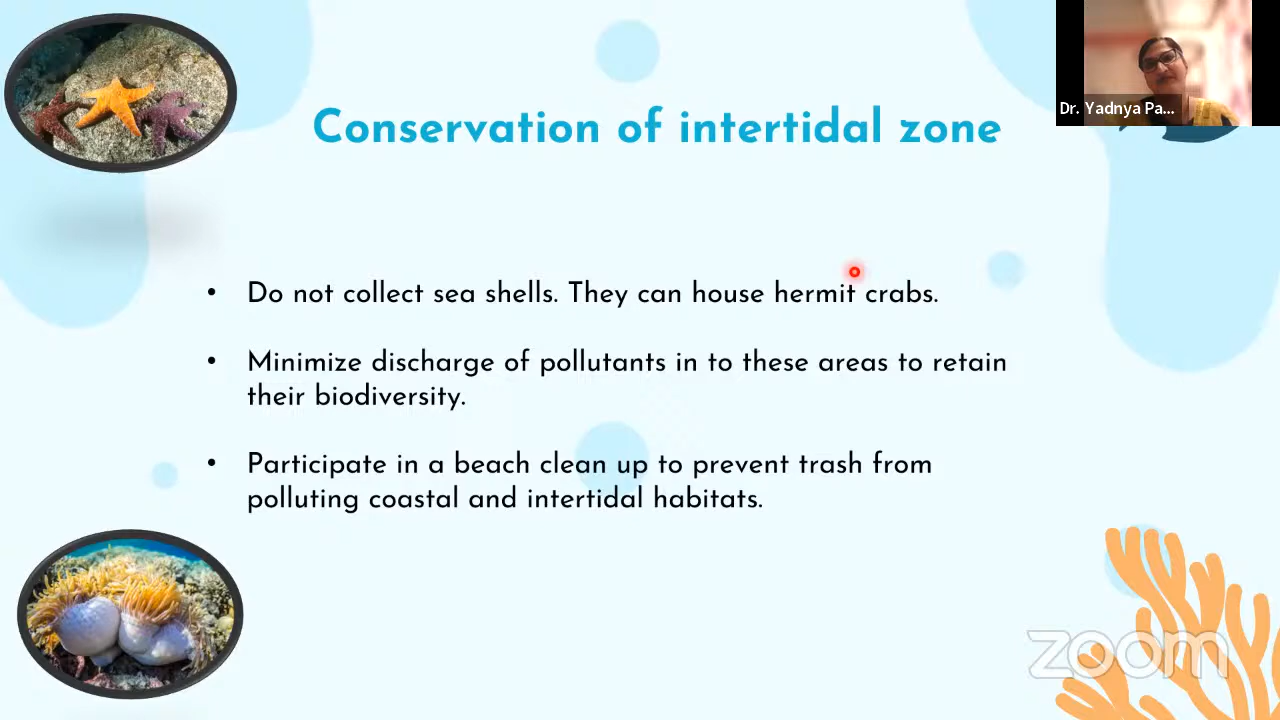 Dr. Yadnya Pa...
Conservation of intertidal zone
• Do not collect sea shells. They can house hermit crabs.
• Minimize discharge of pollutants in to these areas to retain
their biodiversity.
• Participate in a beach clean up to prevent trash from
polluting coastal and intertidal habitats.
zoom